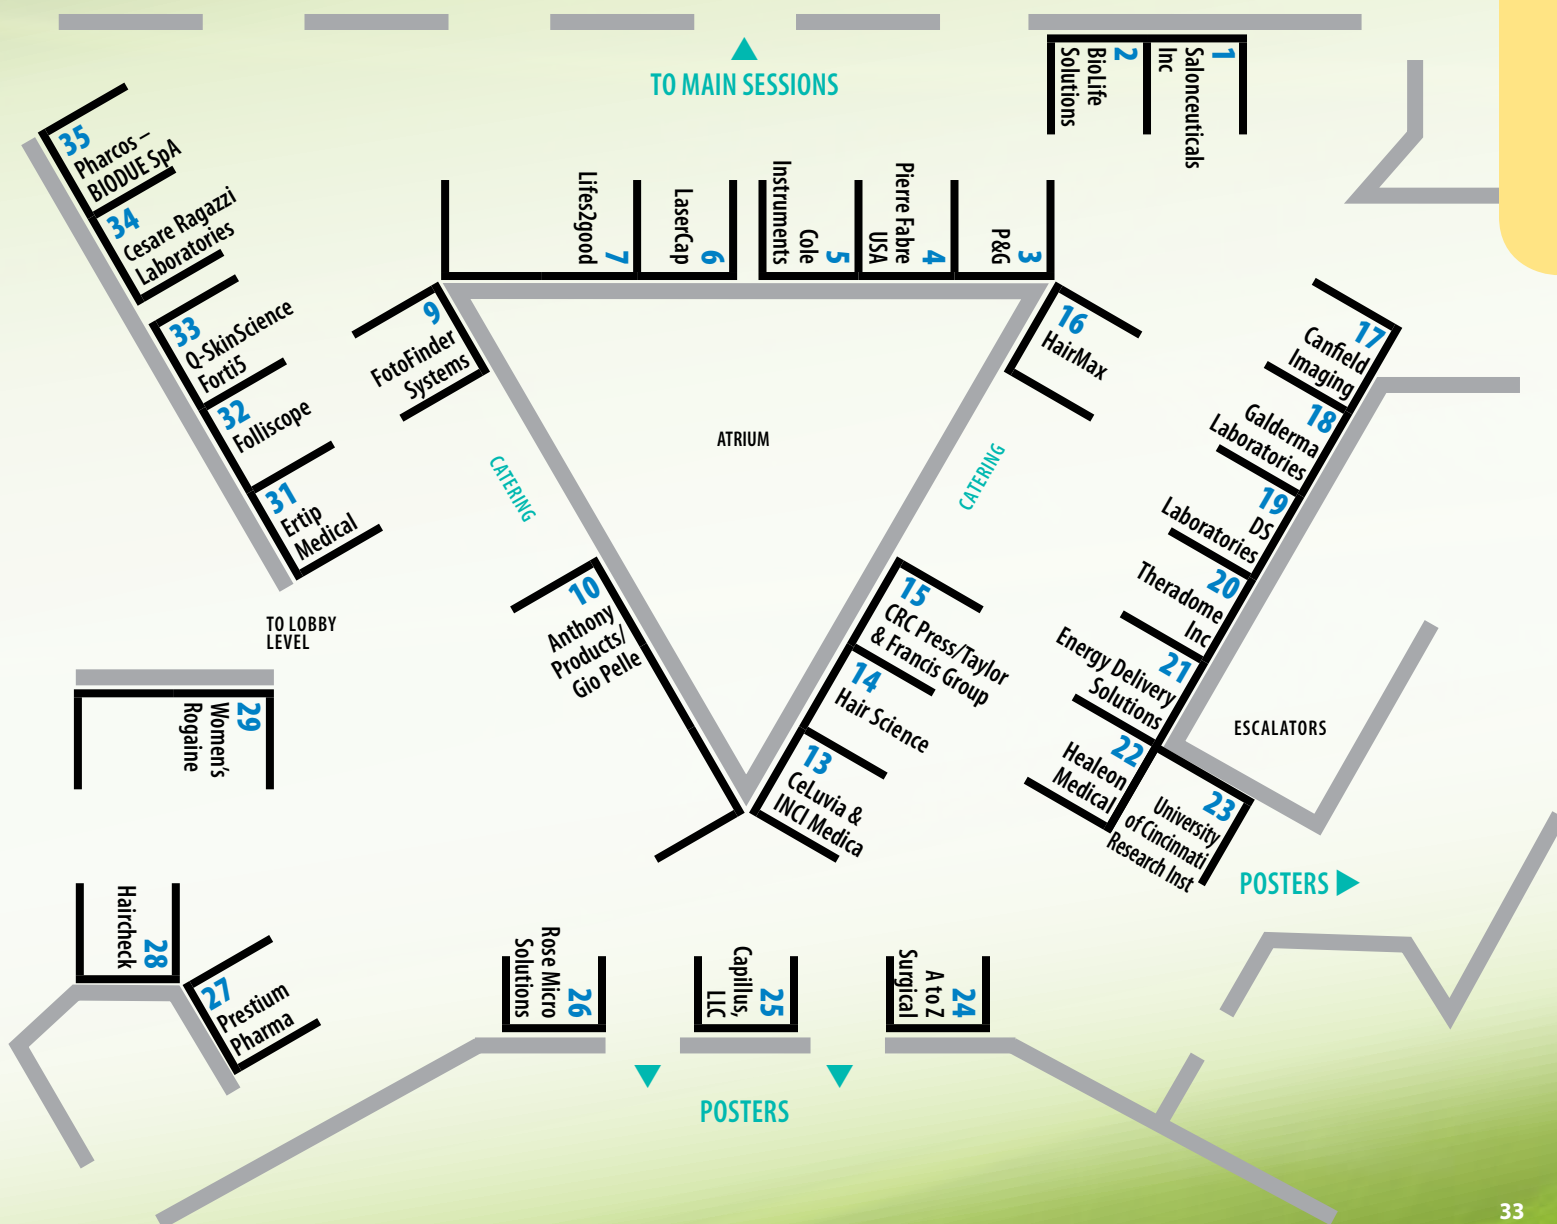 TO MAIN SESSIONS
1
Salonceuticals
Inc
2
BioLife
Solutions
3
P&G
4
Pierre Fabre
USA
5
Cole
Instruments
6
LaserCap
7
Lifes2good
9
FotoFinder
Systems
10
Anthony
Products/
Gio Pelle
13
CeLuvia &
INCI Medica
14
Hair Science
15
CRC Press/Taylor
& Francis Group
16
HairMax
17
Canfield
Imaging
18
Galderma
Laboratories
19
DS
Laboratories
20
Theradome
Inc
21
Energy Delivery
Solutions
22
Healeon
Medical
23
University
of Cincinnati
Research Inst
24
A to Z
Surgical
25
Capillus,
LLC
26
Rose Micro
Solutions
27
Prestium
Pharma
28
Haircheck
29
Women's
Rogaine
31
Ertip
Medical
32
Folliscope
33
Q-SkinScience
Forti5
34
Cesare Ragazzi
Laboratories
35
Pharcos –
BIODUE SpA
ATRIUM
CATERING
CATERING
TO LOBBY
LEVEL
ESCALATORS
POSTERS
POSTERS
33